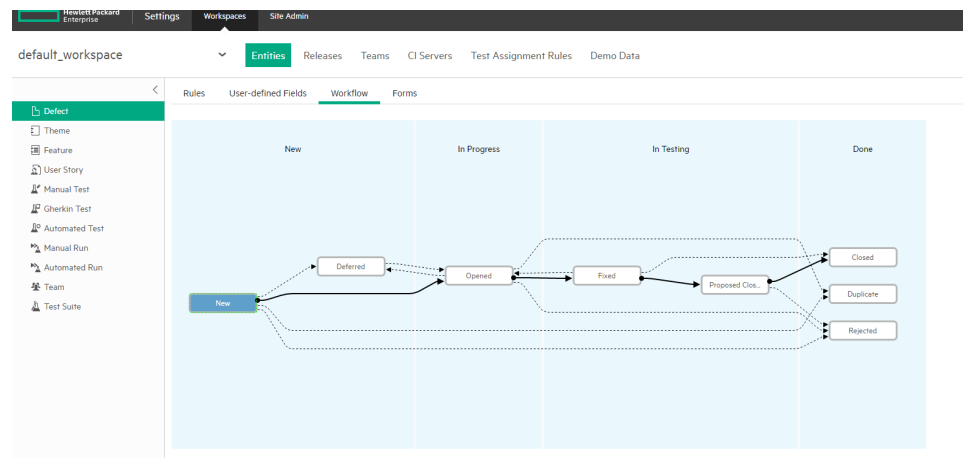 Hewlett Packard
Enterprise
Settings
Workspaces
Site Admin
default_workspace
Entities
Releases
Teams
CI Servers
Test Assignment Rules
Demo Data
Rules
User-defined Fields
Workflow
Forms
Defect
Theme
Feature
User Story
Manual Test
Gherkin Test
Automated Test
Manual Run
Automated Run
Team
Test Suite
New
In Progress
In Testing
Done
New
Deferred
Opened
Fixed
Proposed Clos...
Closed
Duplicate
Rejected